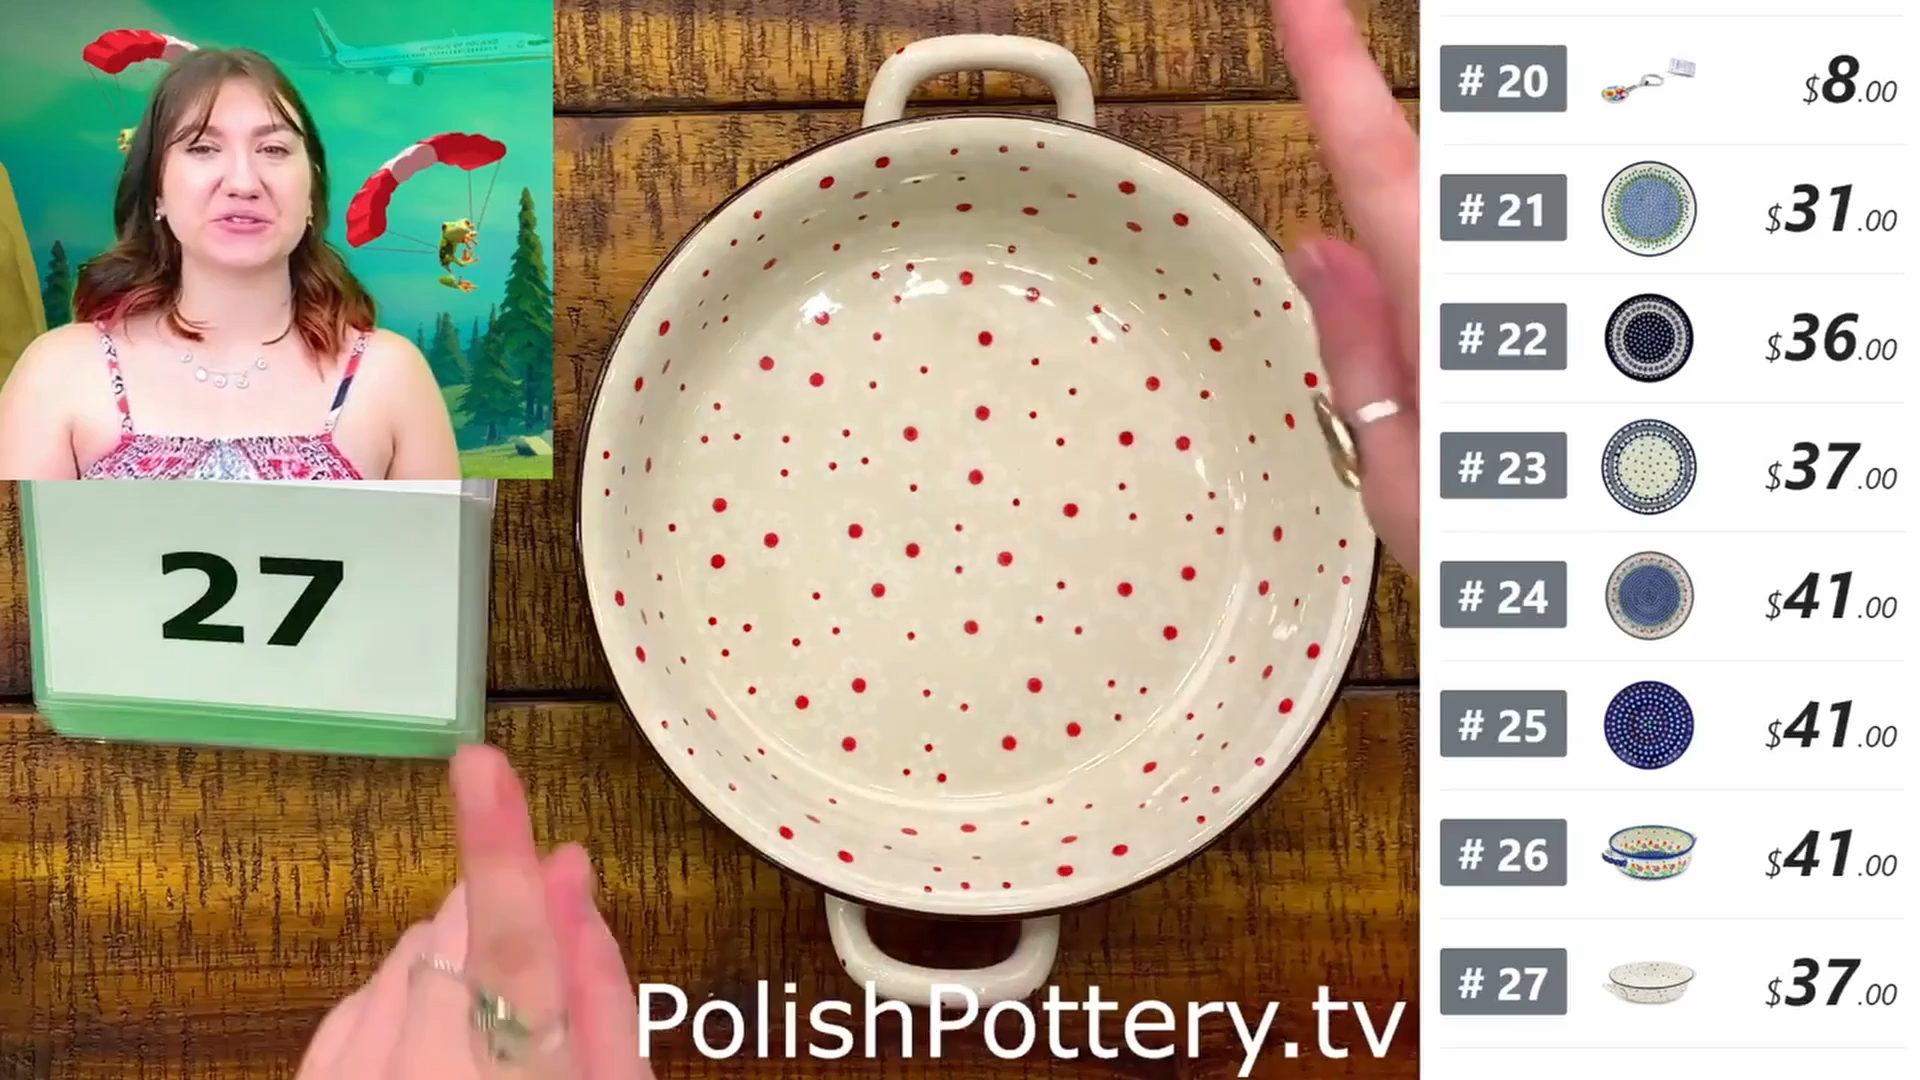 27
PolishPottery.tv
# 20 $8.00
# 21 $31.00
# 22 $36.00
# 23 $37.00
# 24 $41.00
# 25 $41.00
# 26 $41.00
# 27 $37.00